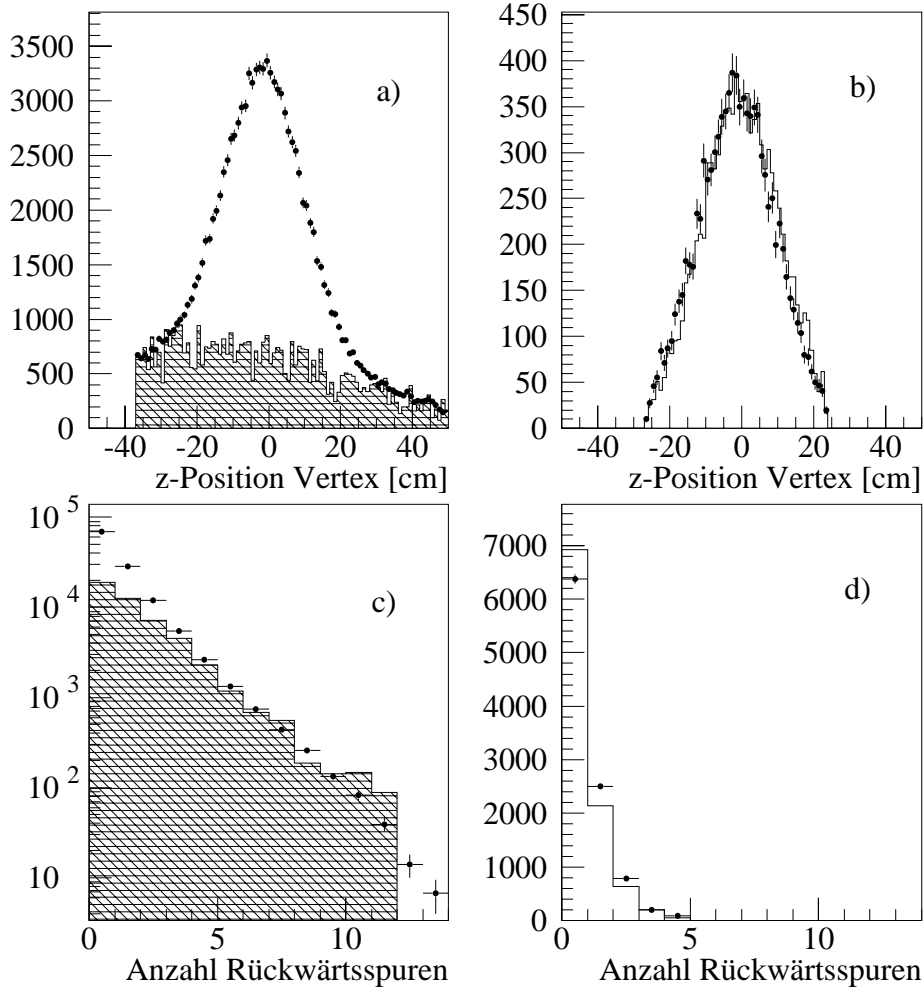 3500
3000
2500
2000
1500
1000
500
0
a)
-40 -20 0 20 40
z-Position Vertex [cm]
450
400
350
300
250
200
150
100
50
0
b)
-40 -20 0 20 40
z-Position Vertex [cm]
10 5
10 4
10 3
10 2
10
c)
0 5 10
Anzahl Rückwärtsspuren
7000
6000
5000
4000
3000
2000
1000
0
d)
0 5 10
Anzahl Rückwärtsspuren